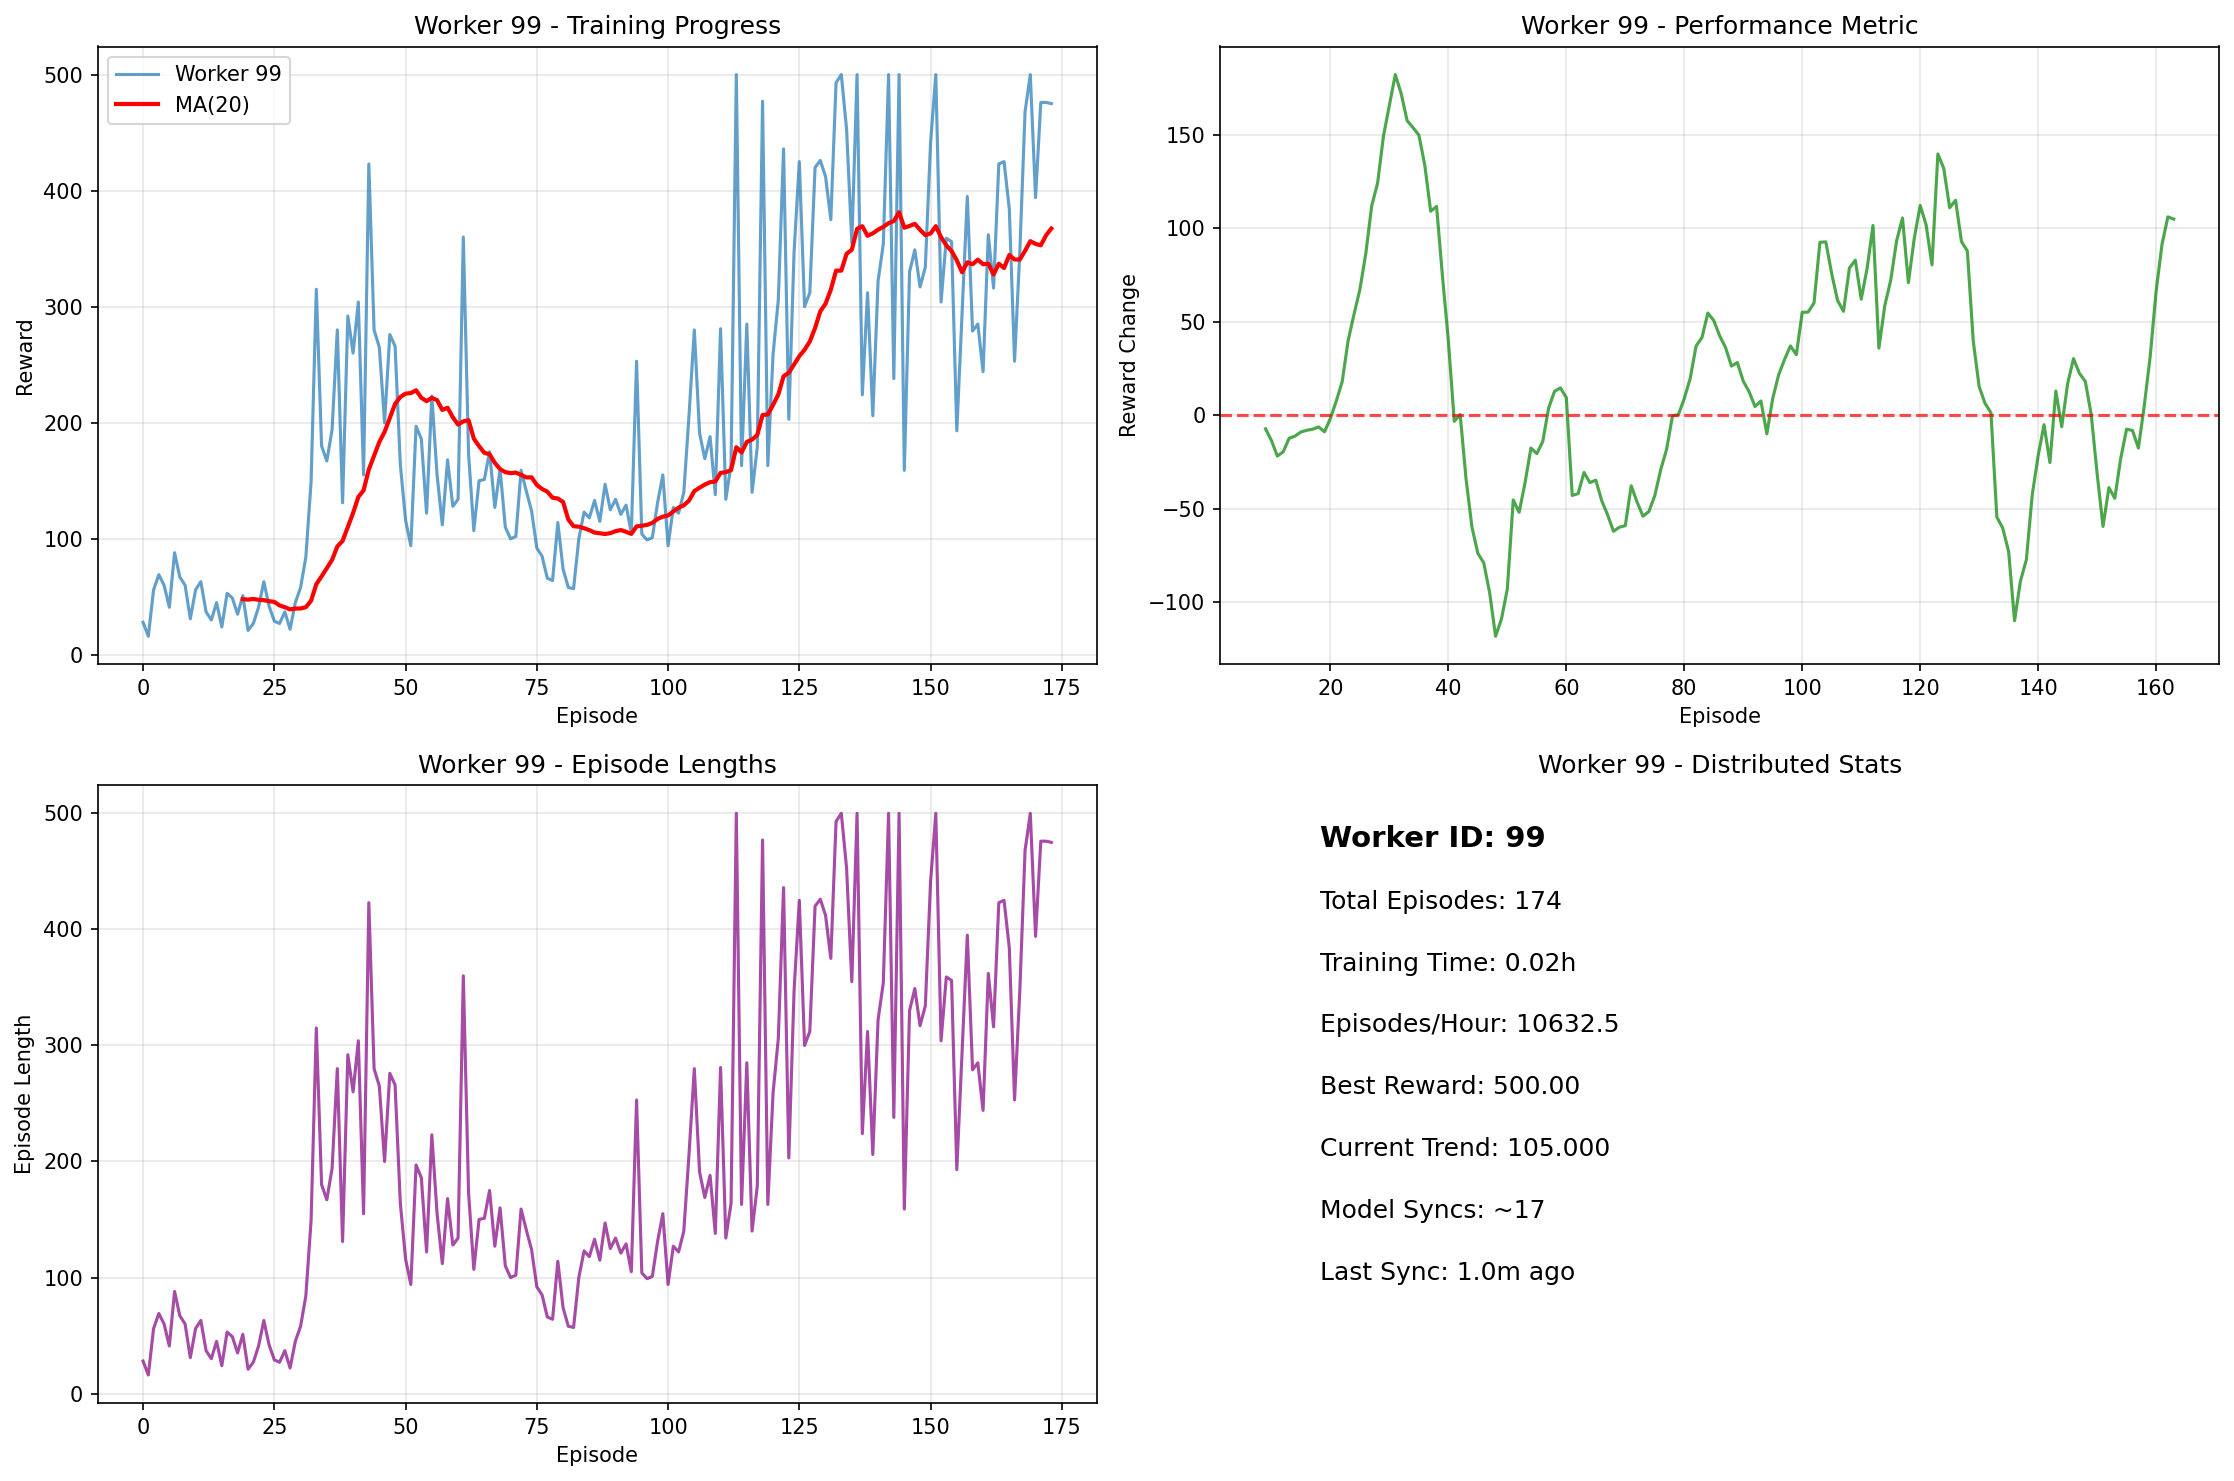 Worker 99 - Training Progress
Worker 99
MA(20)
Reward
500
400
300
200
100
0
0 25 50 75 100 125 150 175
Episode
Worker 99 - Performance Metric
Reward Change
150
100
50
0
−50
−100
20 40 60 80 100 120 140 160
Episode
Worker 99 - Episode Lengths
Episode Length
500
400
300
200
100
0
0 25 50 75 100 125 150 175
Episode
Worker 99 - Distributed Stats
Worker ID: 99
Total Episodes: 174
Training Time: 0.02h
Episodes/Hour: 10632.5
Best Reward: 500.00
Current Trend: 105.000
Model Syncs: ~17
Last Sync: 1.0m ago